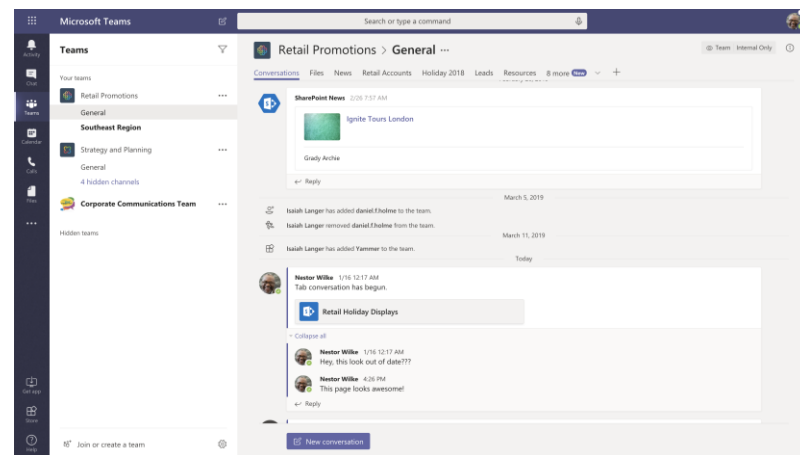 Microsoft Teams
Search or type a command
Activity
Chat
Teams
Calendar
Calls
Files
Get app
Store
Help
Teams
Your teams
Retail Promotions
General
Southeast Region
Strategy and Planning
General
4 hidden channels
Corporate Communications Team
Hidden teams
Join or create a team
Retail Promotions > General
Team Internal Only
Conversations Files News Retail Accounts Holiday 2018 Leads Resources 8 more New
SharePoint News 2/26 7:57 AM
Ignite Tours London
Grady Archie
Reply
March 5, 2019
Isaiah Langer has added daniel.f.holme to the team.
Isaiah Langer removed daniel.f.holme from the team.
March 11, 2019
Isaiah Langer has added Yammer to the team.
Today
Nestor Wilke 1/16 12:17 AM
Tab conversation has begun.
Retail Holiday Displays
Collapse all
Nestor Wilke 1/16 12:17 AM
Hey, this look out of date???
Nestor Wilke 4:26 PM
This page looks awesome!
Reply
New conversation